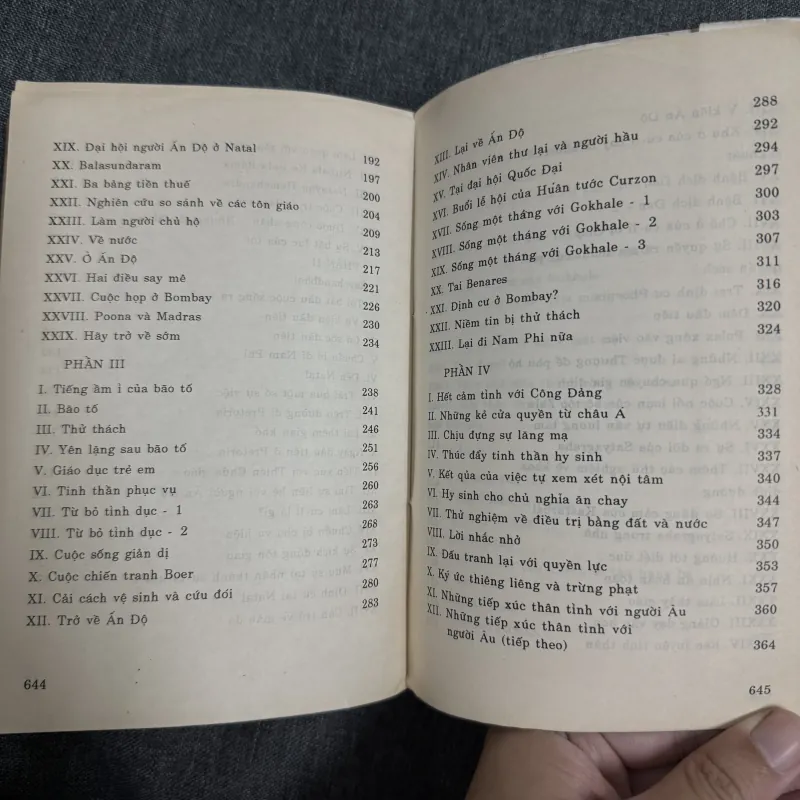 XIX. Đại hội người Ấn Độ ở Natal 192
XX. Balasundaram 197
XXI. Ba bảng tiền thuế 200
XXII. Nghiên cứu so sánh về các tôn giáo 204
XXIII. Làm người chủ hộ 209
XXIV. Về nước 213
XXV. Ở Ấn Độ 217
XXVI. Hai điều say mê 221
XXVII. Cuộc họp ở Bombay 226
XXVIII. Poona và Madras 230
XXIX. Hãy trở về sớm 234
PHẦN III
I. Tiếng ầm ì của bão tố 238
II. Bão tố 241
III. Thử thách 246
IV. Yên lặng sau bão tố 251
V. Giáo dục trẻ em 256
VI. Tinh thần phục vụ 260
VII. Từ bỏ tình dục - 1 263
VIII. Từ bỏ tình dục - 2 268
IX. Cuộc sống giản dị 273
X. Cuộc chiến tranh Boer 277
XI. Cải cách vệ sinh và cứu đói 280
XII. Trở về Ấn Độ 283
644
XIII. Lại về Ấn Độ 288
XIV. Nhân viên thư lại và người hầu 292
XV. Tại đại hội Quốc Đại 294
XVI. Buổi lễ hội của Huân tước Curzon 297
XVII. Sống một tháng với Gokhale - 1 300
XVIII. Sống một tháng với Gokhale - 2 303
XIX. Sống một tháng với Gokhale - 3 307
XX. Tai Benares 311
XXI. Định cư ở Bombay? 316
XXII. Niềm tin bị thử thách 320
XXIII. Lại đi Nam Phi nữa 324
PHẦN IV
I. Hết cảm tình với Công Đảng 328
II. Những kẻ cửa quyền từ châu Á 331
III. Chịu đựng sự lăng mạ 334
IV. Thúc đẩy tinh thần hy sinh 337
V. Kết qủa của việc tự xem xét nội tâm 340
VI. Hy sinh cho chủ nghĩa ăn chay 344
VII. Thử nghiệm về điều trị bằng đất và nước 347
VIII. Lời nhắc nhở 350
IX. Đấu tranh lại với quyền lực 353
X. Ký ức thiêng liêng và trừng phạt 357
XI. Những tiếp xúc thân tình với người Âu 360
XII. Những tiếp xúc thân tình với
người Âu (tiếp theo) 364
645